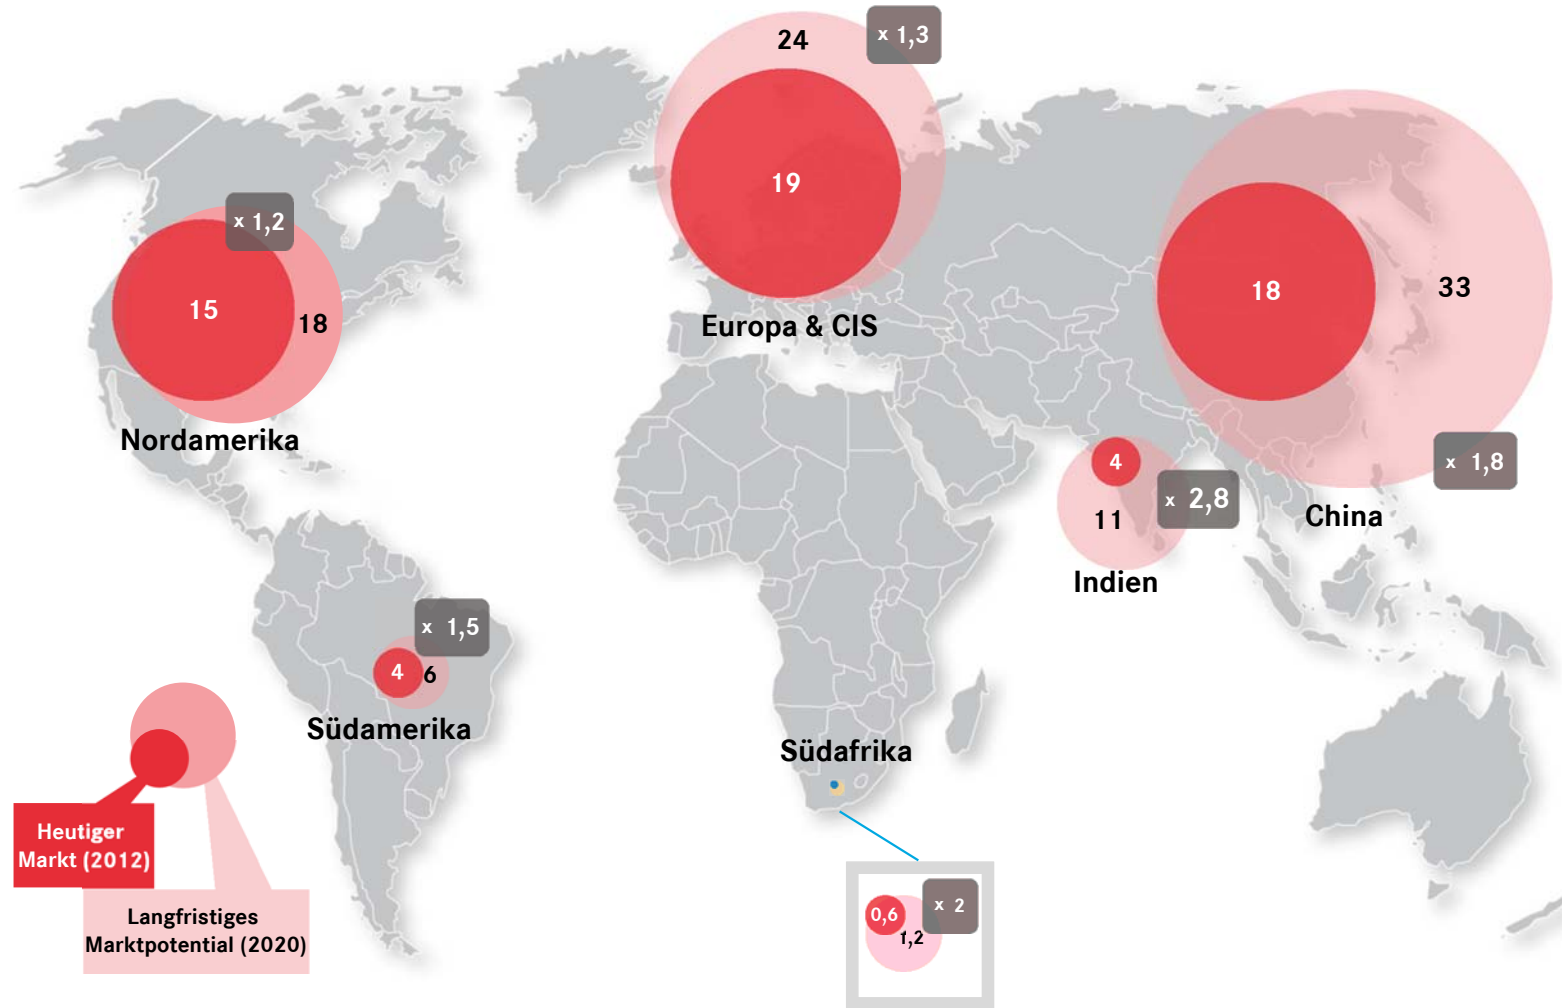 24
x 1,3
19
Europa & CIS
x 1,2
15
18
Nordamerika
18
33
x 1,8
China
4
11
x 2,8
Indien
x 1,5
4
6
Südamerika
Südafrika
0,6
1,2
x 2
Heutiger
Markt (2012)
Langfristiges
Marktpotential (2020)